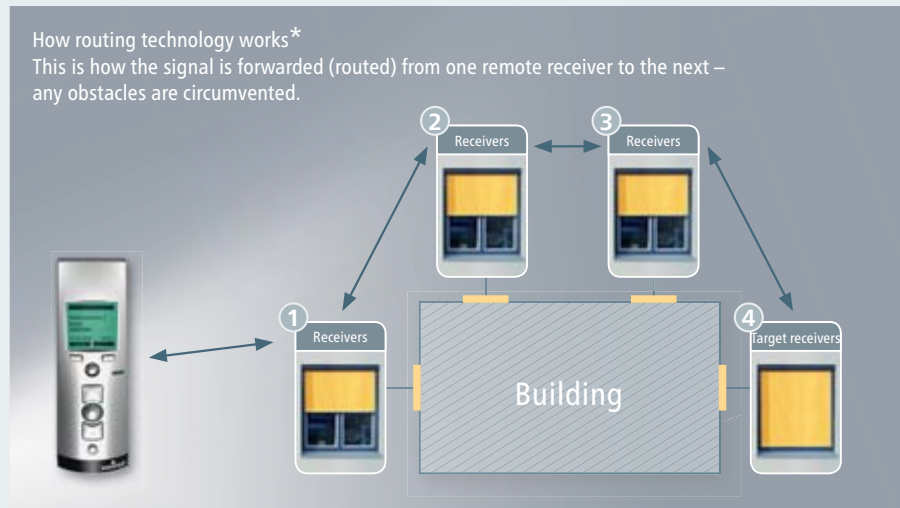 How routing technology works*
This is how the signal is forwarded (routed) from one remote receiver to the next –
any obstacles are circumvented.
2
Receivers
3
Receivers
1
Receivers
4
Target receivers
Building